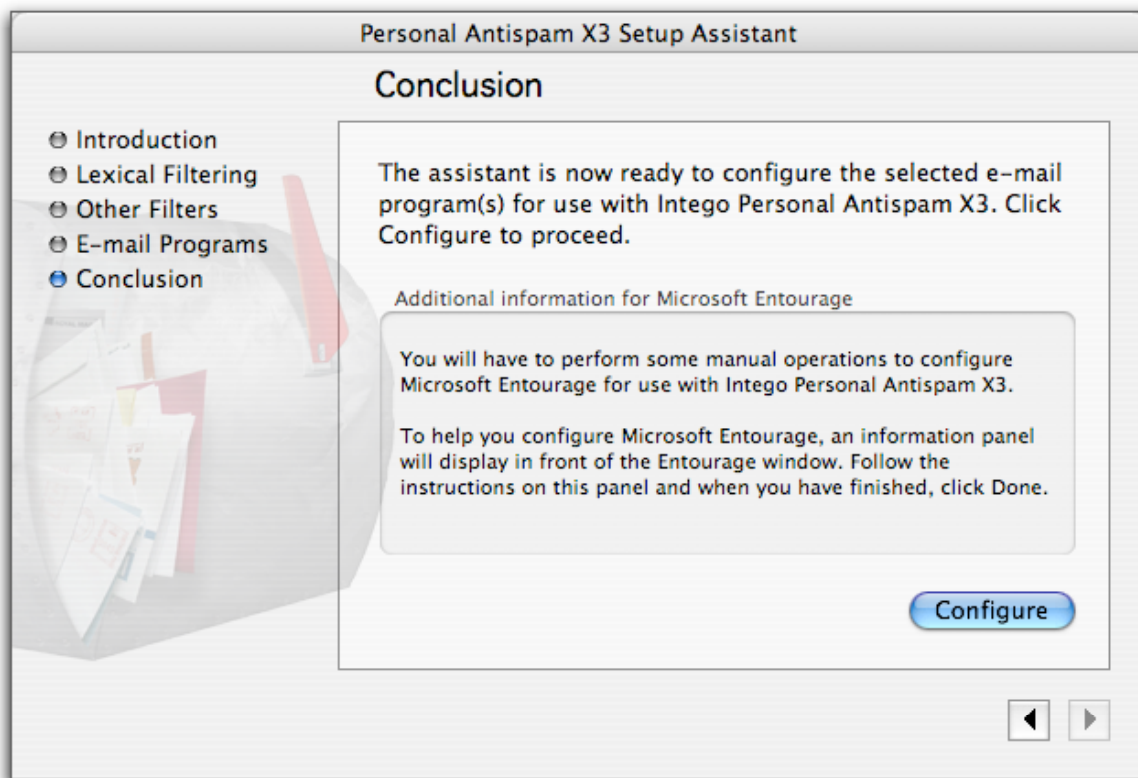 Personal Antispam X3 Setup Assistant
Conclusion
Introduction
Lexical Filtering
Other Filters
E-mail Programs
Conclusion
The assistant is now ready to configure the selected e-mail
program(s) for use with Intego Personal Antispam X3. Click
Configure to proceed.
Additional information for Microsoft Entourage
You will have to perform some manual operations to configure
Microsoft Entourage for use with Intego Personal Antispam X3.
To help you configure Microsoft Entourage, an information panel
will display in front of the Entourage window. Follow the
instructions on this panel and when you have finished, click Done.
Configure